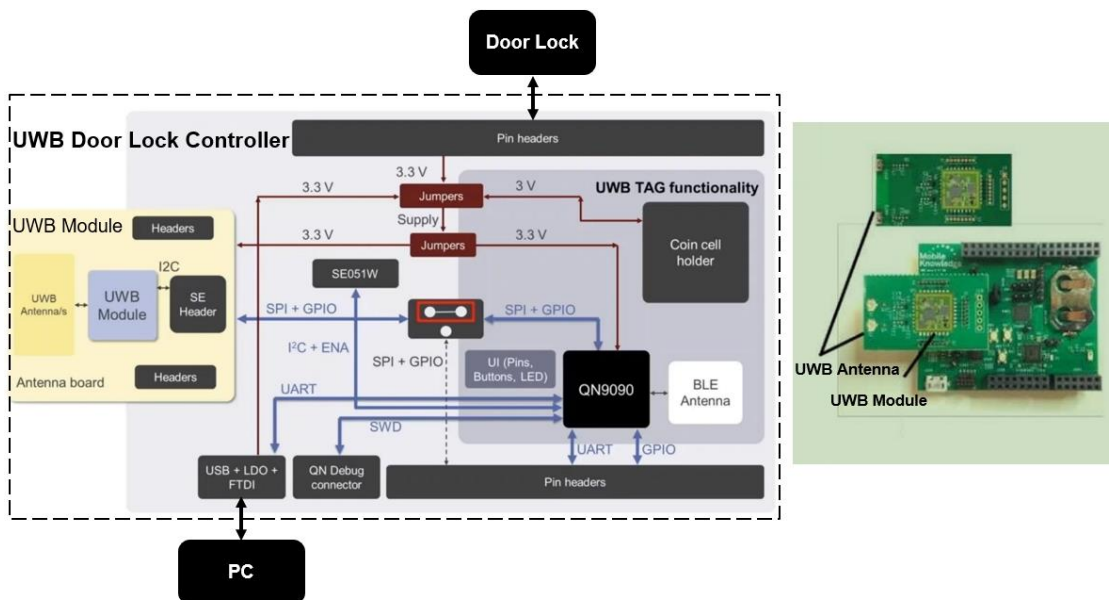 Door Lock
UWB Door Lock Controller
Pin headers
3.3 V
3.3 V
Jumpers
3 V
UWB TAG functionality
Supply
UWB Module
Headers
3.3 V
Jumpers
3.3 V
Coin cell
holder
I2C
SE051W
UWB
Antenna/s
UWB
Module
SE
Header
SPI + GPIO
SPI + GPIO
I²C + ENA
SPI + GPIO
UI (Pins,
Buttons, LED)
QN9090
BLE
Antenna
Antenna board
Headers
UART
SWD
UART
GPIO
USB + LDO +
FTDI
QN Debug
connector
Pin headers
PC
Mobile
Knowledge
UWB Antenna
UWB Module